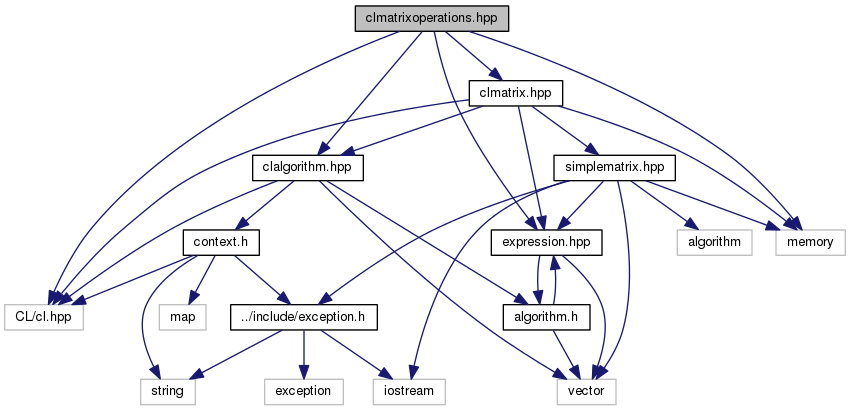 clmatrixoperations.hpp
clmatrix.hpp
clalgorithm.hpp
simplematrix.hpp
context.h
expression.hpp
algorithm
memory
CL/cl.hpp
map
../include/exception.h
algorithm.h
string
exception
iostream
vector